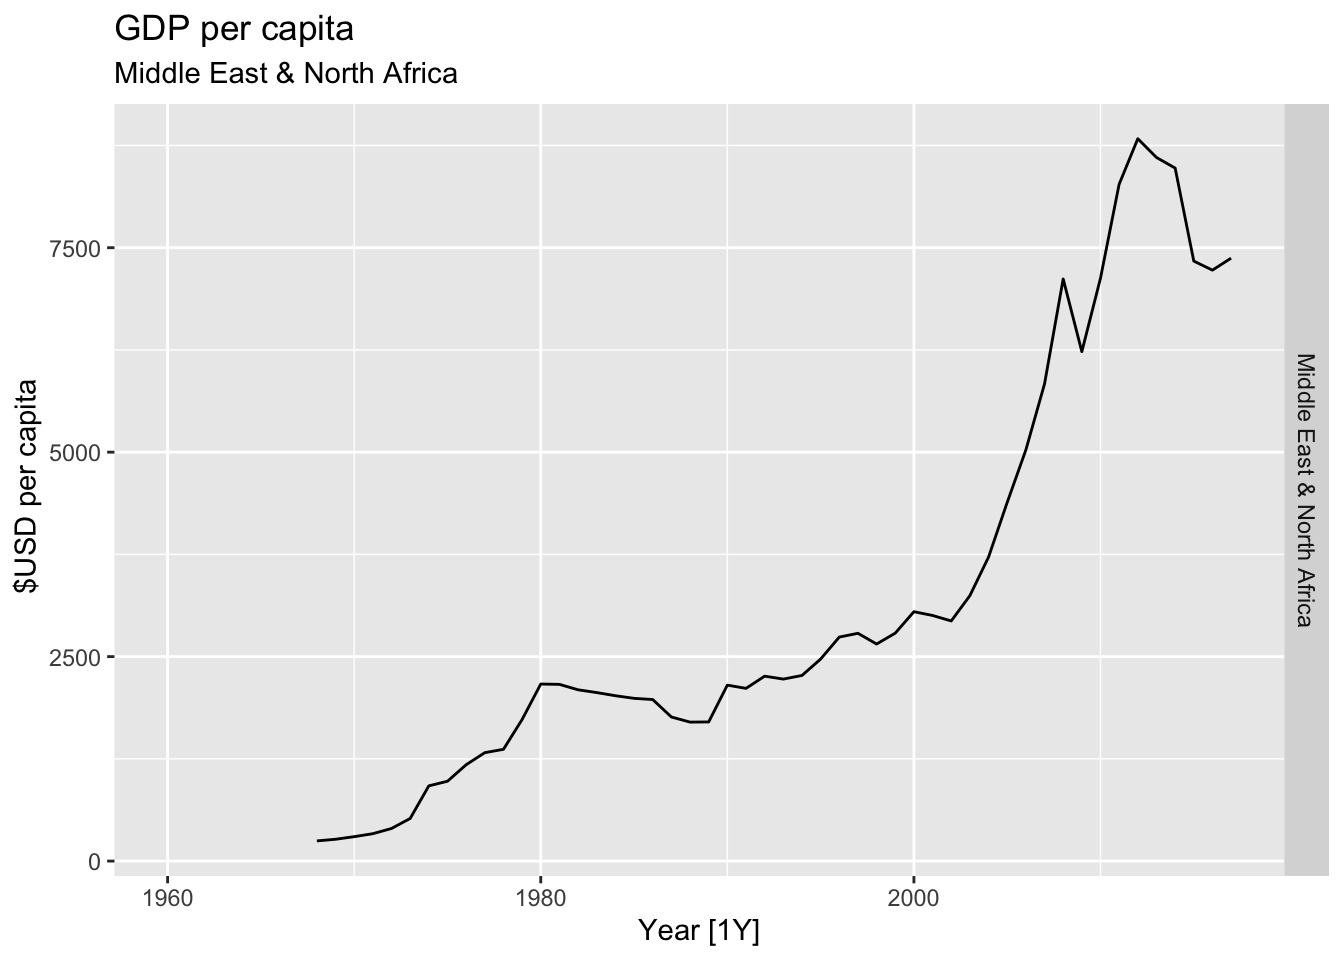 GDP per capita
Middle East & North Africa
$USD per capita
7500
5000
2500
0
1960
1980
2000
Year [1Y]
Middle East & North Africa